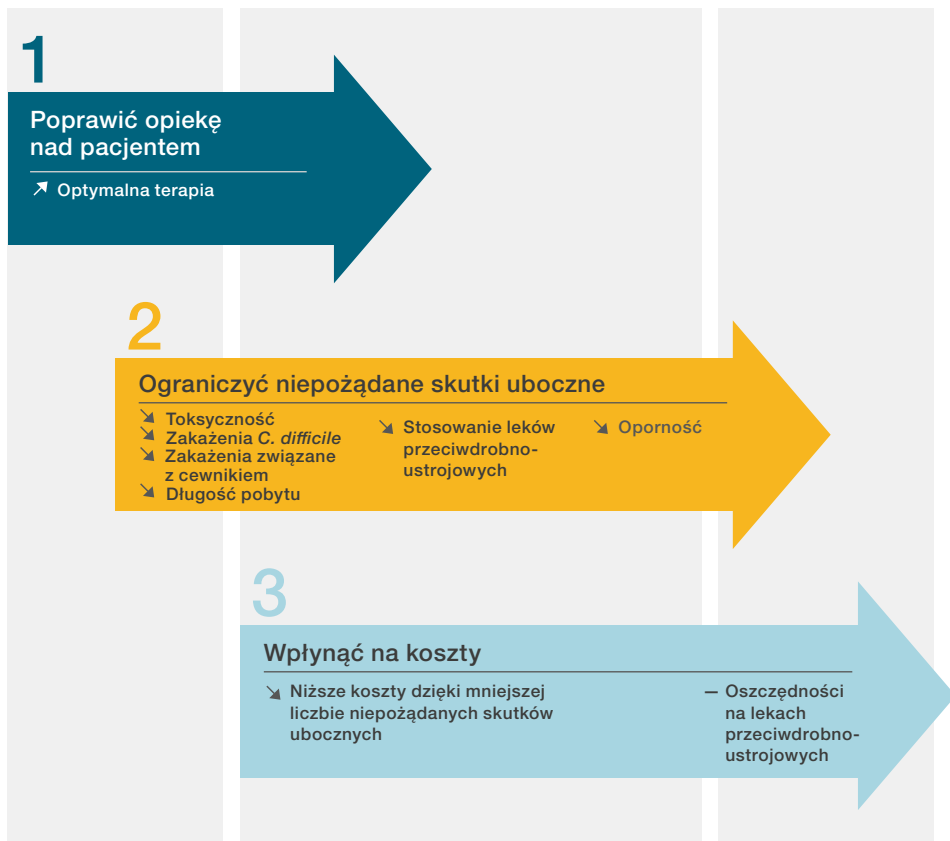 1
Poprawić opiekę
nad pacjentem
↗ Optymalna terapia
2
Ograniczyć niepożądane skutki uboczne
↘ Toksyczność
↘ Zakażenia C. difficile
↘ Zakażenia związane
z cewnikiem
↘ Długość pobytu
↘ Stosowanie leków
przeciwdrobno-
ustrojowych
↘ Oporność
3
Wpłynąć na koszty
↘ Niższe koszty dzięki mniejszej
liczbie niepożądanych skutków
ubocznych
– Oszczędności
na lekach
przeciwdrobno-
ustrojowych